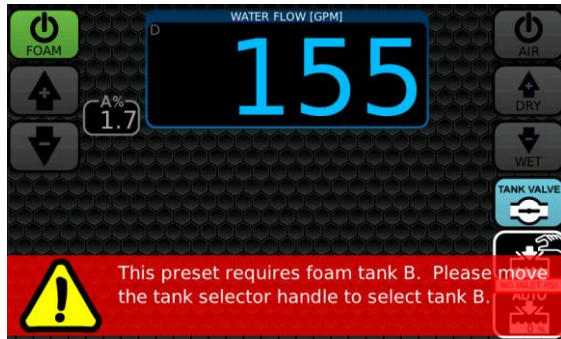 WATER FLOW [GPM]
D
155
FOAM
A%
1.7
AIR
DRY
WET
TANK VALVE
This preset requires foam tank B. Please move
the tank selector handle to select tank B.
NO INLET PSI
AUTO
0 %